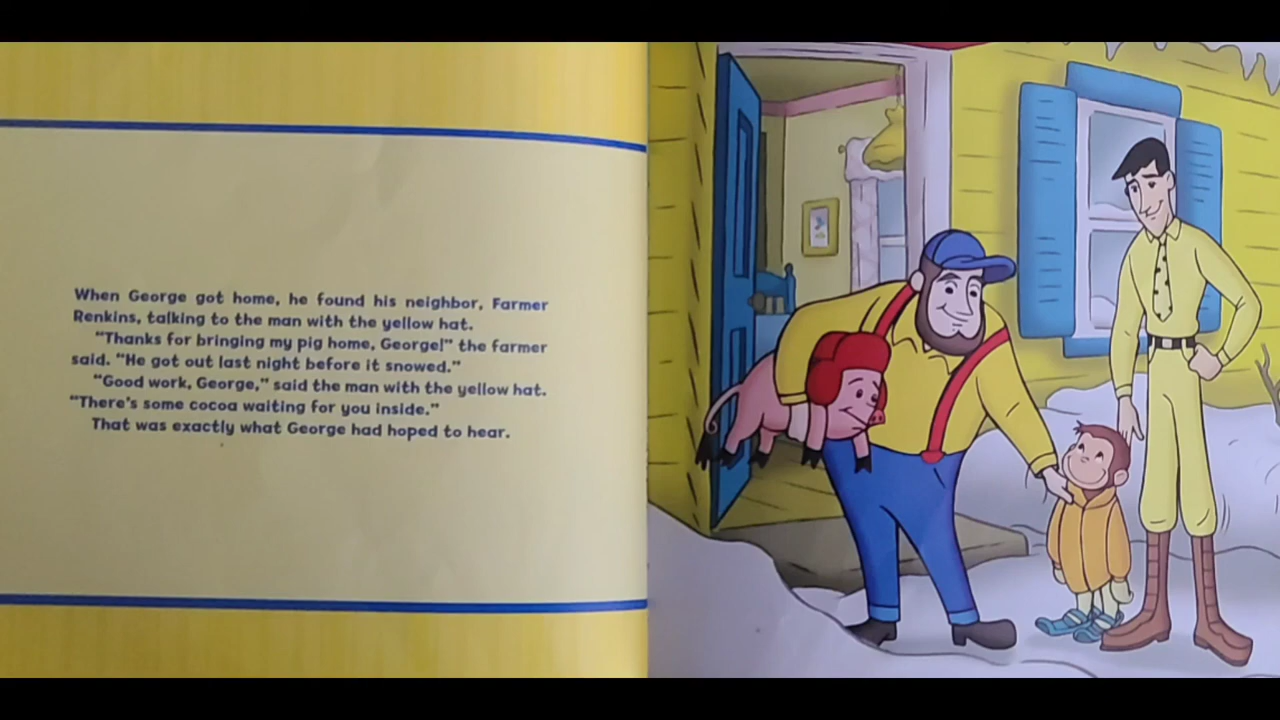 When George got home, he found his neighbor, Farmer
Renkins, talking to the man with the yellow hat.
"Thanks for bringing my pig home, George!" the farmer
said. "He got out last night before it snowed."
"Good work, George," said the man with the yellow hat.
"There's some cocoa waiting for you inside."
That was exactly what George had hoped to hear.